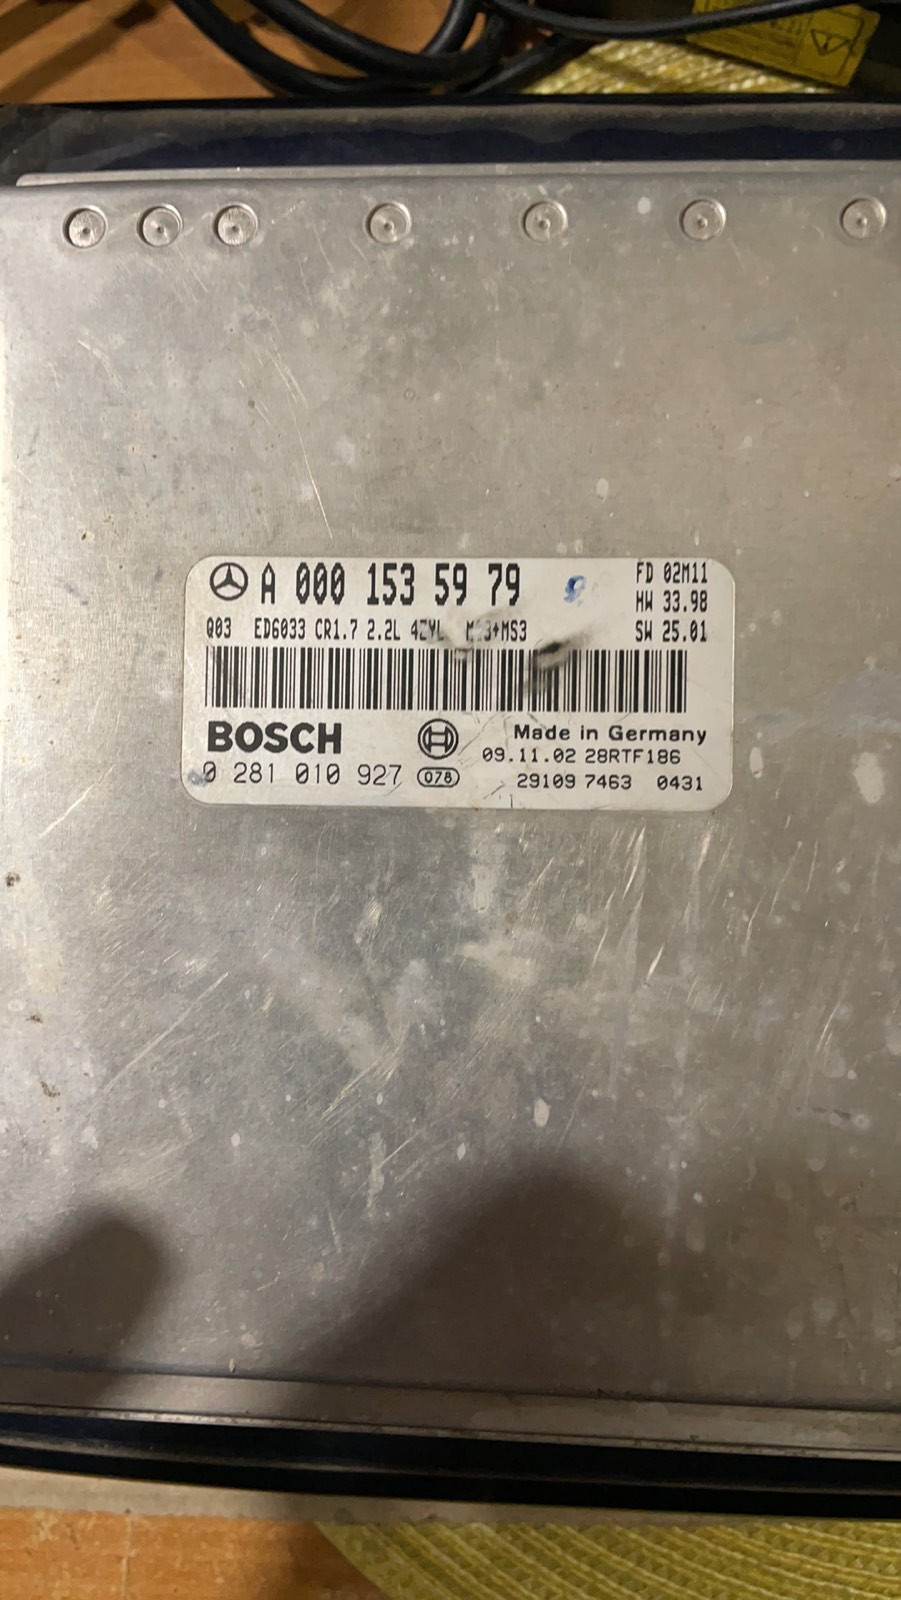 A 000 153 59 79
FD 02M11
HW 33.98
Q03 ED6033 CR1.7 2.2L 4ZYL
SW 25.01
BOSCH
Made in Germany
09.11.02 28RTF186
0 281 010 927 078
29109 7463 0431